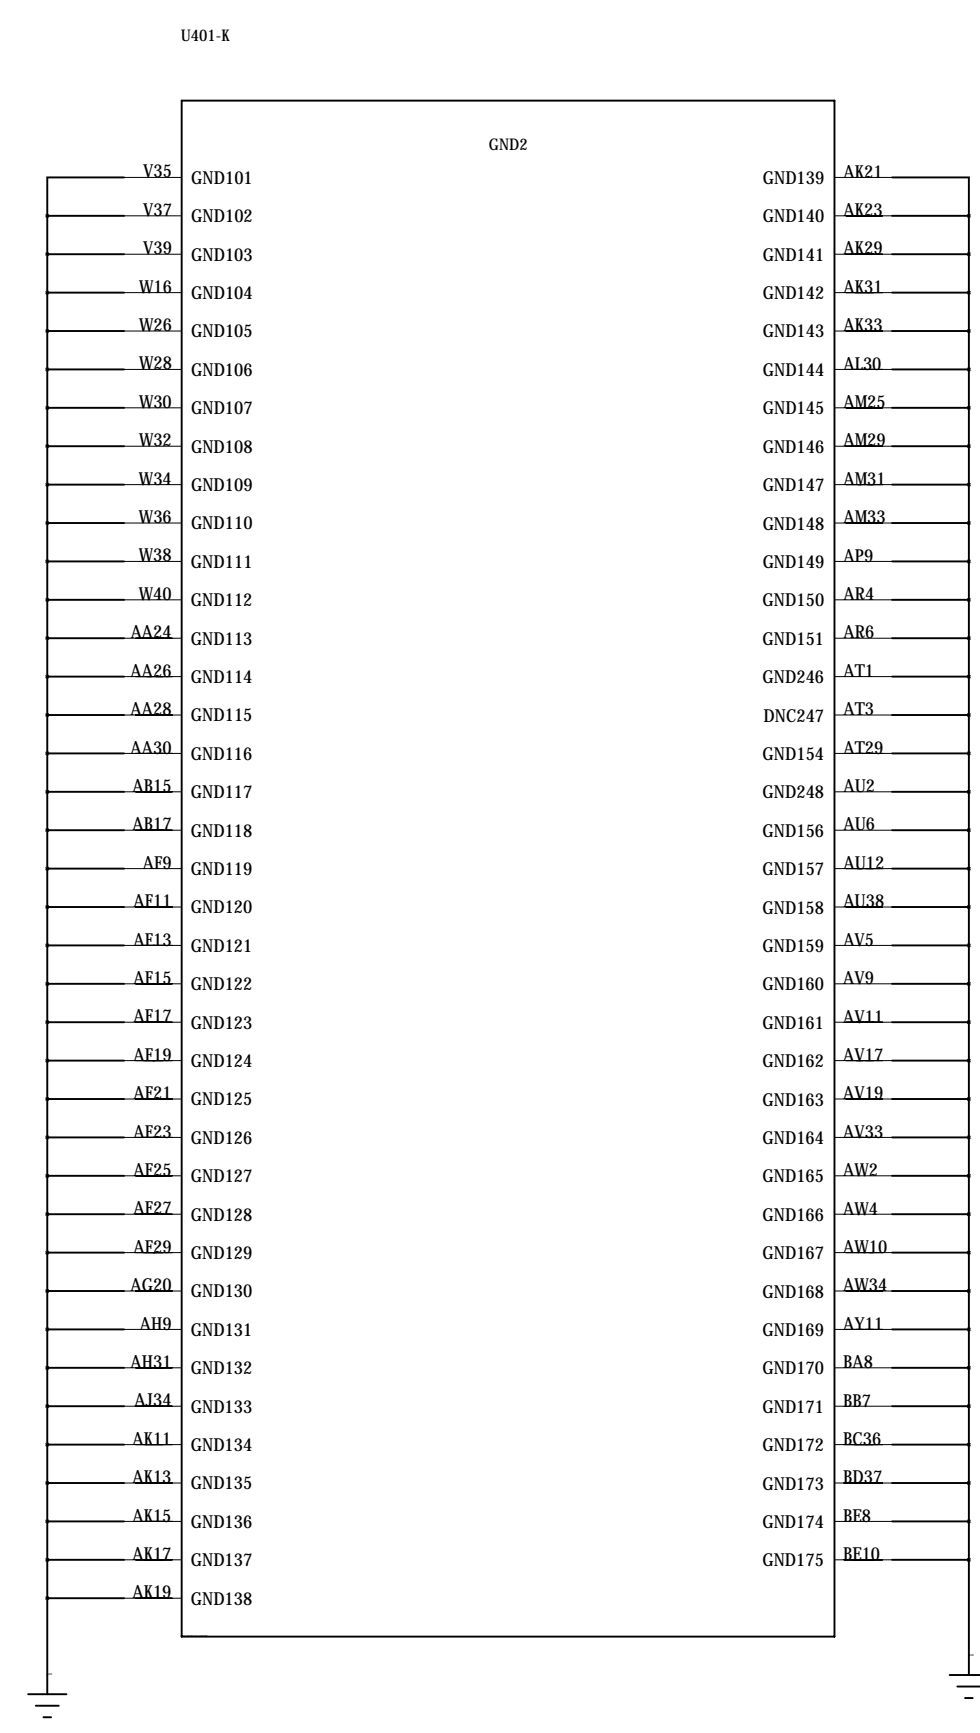 U401-K
GND2
V35 GND101 GND139 AK21
V37 GND102 GND140 AK23
V39 GND103 GND141 AK29
W16 GND104 GND142 AK31
W26 GND105 GND143 AK33
W28 GND106 GND144 AL30
W30 GND107 GND145 AM25
W32 GND108 GND146 AM29
W34 GND109 GND147 AM31
W36 GND110 GND148 AM33
W38 GND111 GND149 AP9
W40 GND112 GND150 AR4
AA24 GND113 GND151 AR6
AA26 GND114 GND246 AT1
AA28 GND115 DNC247 AT3
AA30 GND116 GND154 AT29
AB15 GND117 GND248 AU2
AB17 GND118 GND156 AU6
AF9 GND119 GND157 AU12
AF11 GND120 GND158 AU38
AF13 GND121 GND159 AV5
AF15 GND122 GND160 AV9
AF17 GND123 GND161 AV11
AF19 GND124 GND162 AV17
AF21 GND125 GND163 AV19
AF23 GND126 GND164 AV33
AF25 GND127 GND165 AW2
AF27 GND128 GND166 AW4
AF29 GND129 GND167 AW10
AG20 GND130 GND168 AW34
AH9 GND131 GND169 AY11
AH31 GND132 GND170 BA8
AJ34 GND133 GND171 BB7
AK11 GND134 GND172 BC36
AK13 GND135 GND173 BD37
AK15 GND136 GND174 BE8
AK17 GND137 GND175 BE10
AK19 GND138